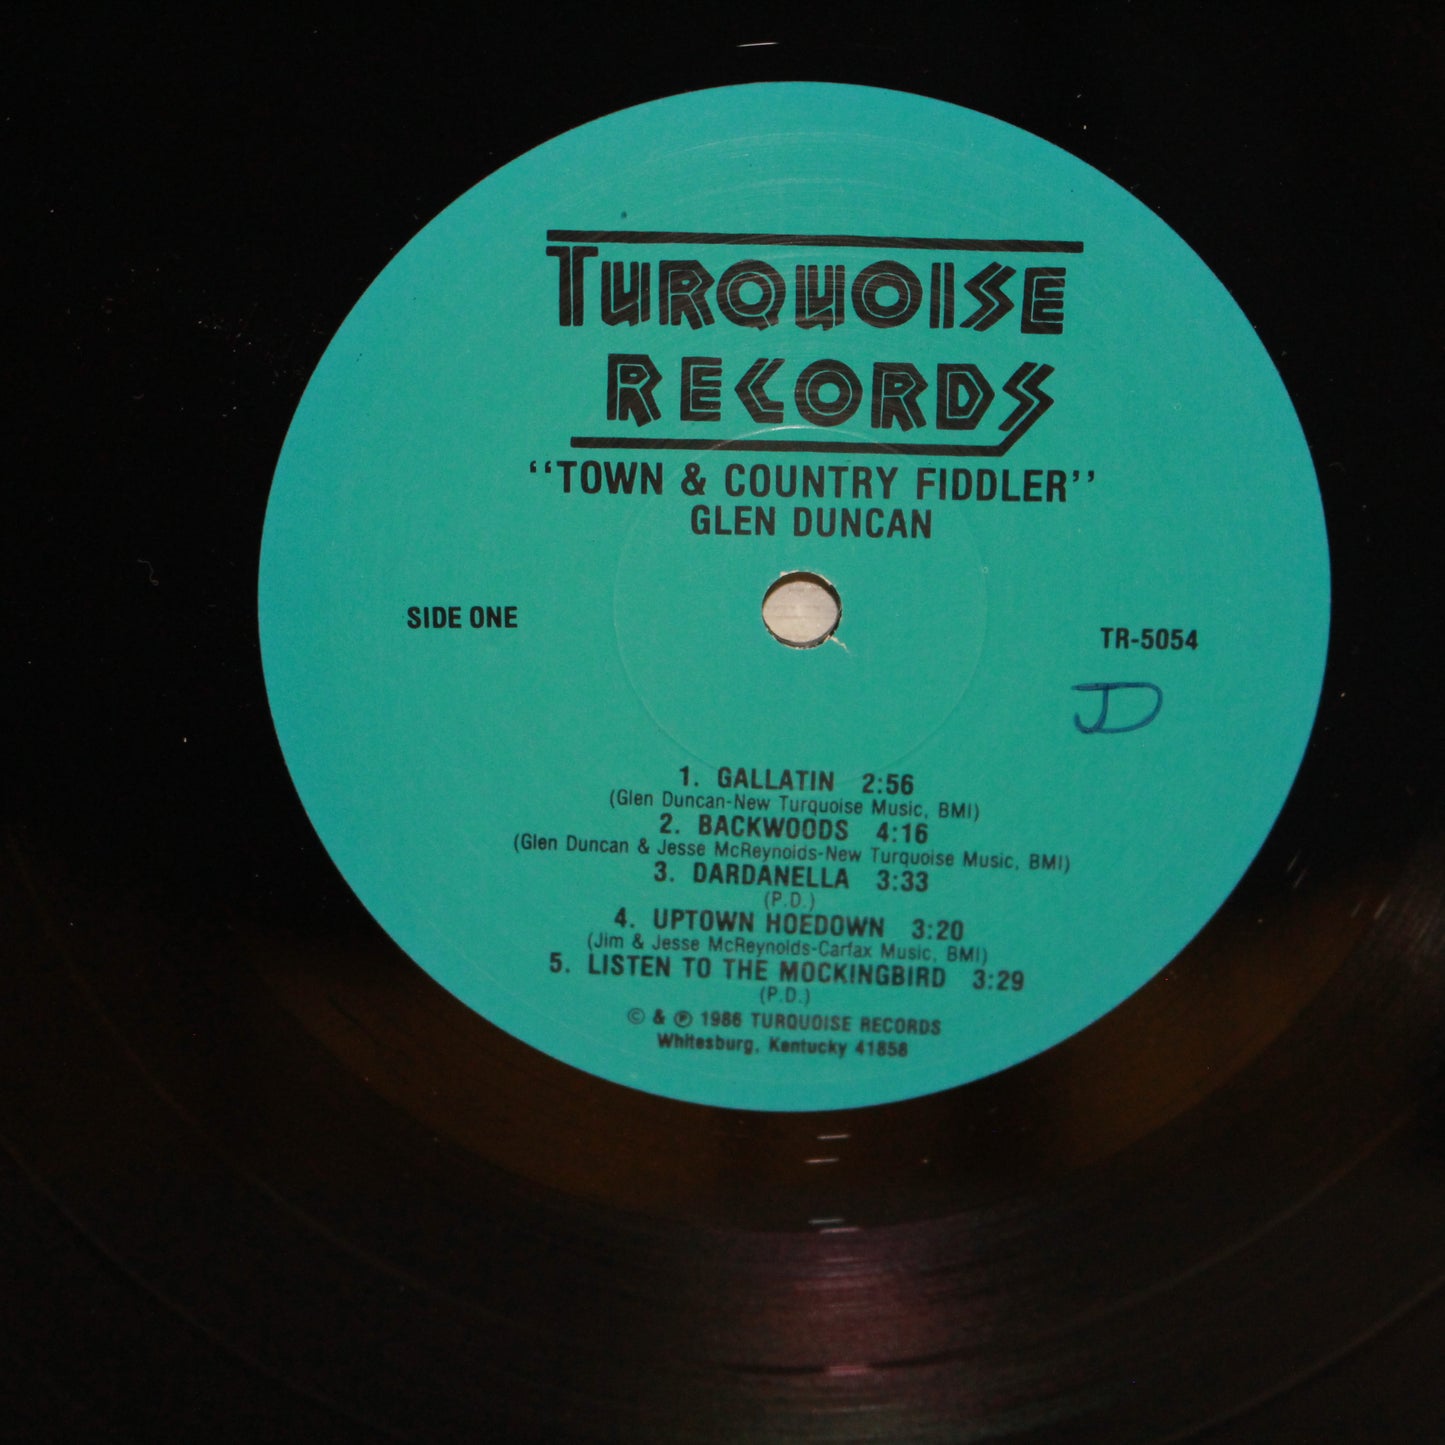 TURQUOISE
RECORDS
"TOWN & COUNTRY FIDDLER"
GLEN DUNCAN
SIDE ONE
TR-5054
JD
1. GALLATIN 2:56
(Glen Duncan-New Turquoise Music, BMI)
2. BACKWOODS 4:16
(Glen Duncan & Jesse McReynolds-New Turquoise Music, BMI)
3. DARDANELLA 3:33
(P.D.)
4. UPTOWN HOEDOWN 3:20
(Jim & Jesse McReynolds-Carfax Music, BMI)
5. LISTEN TO THE MOCKINGBIRD 3:29
(P.D.)
© & ℗ 1986 TURQUOISE RECORDS
Whitesburg, Kentucky 41858